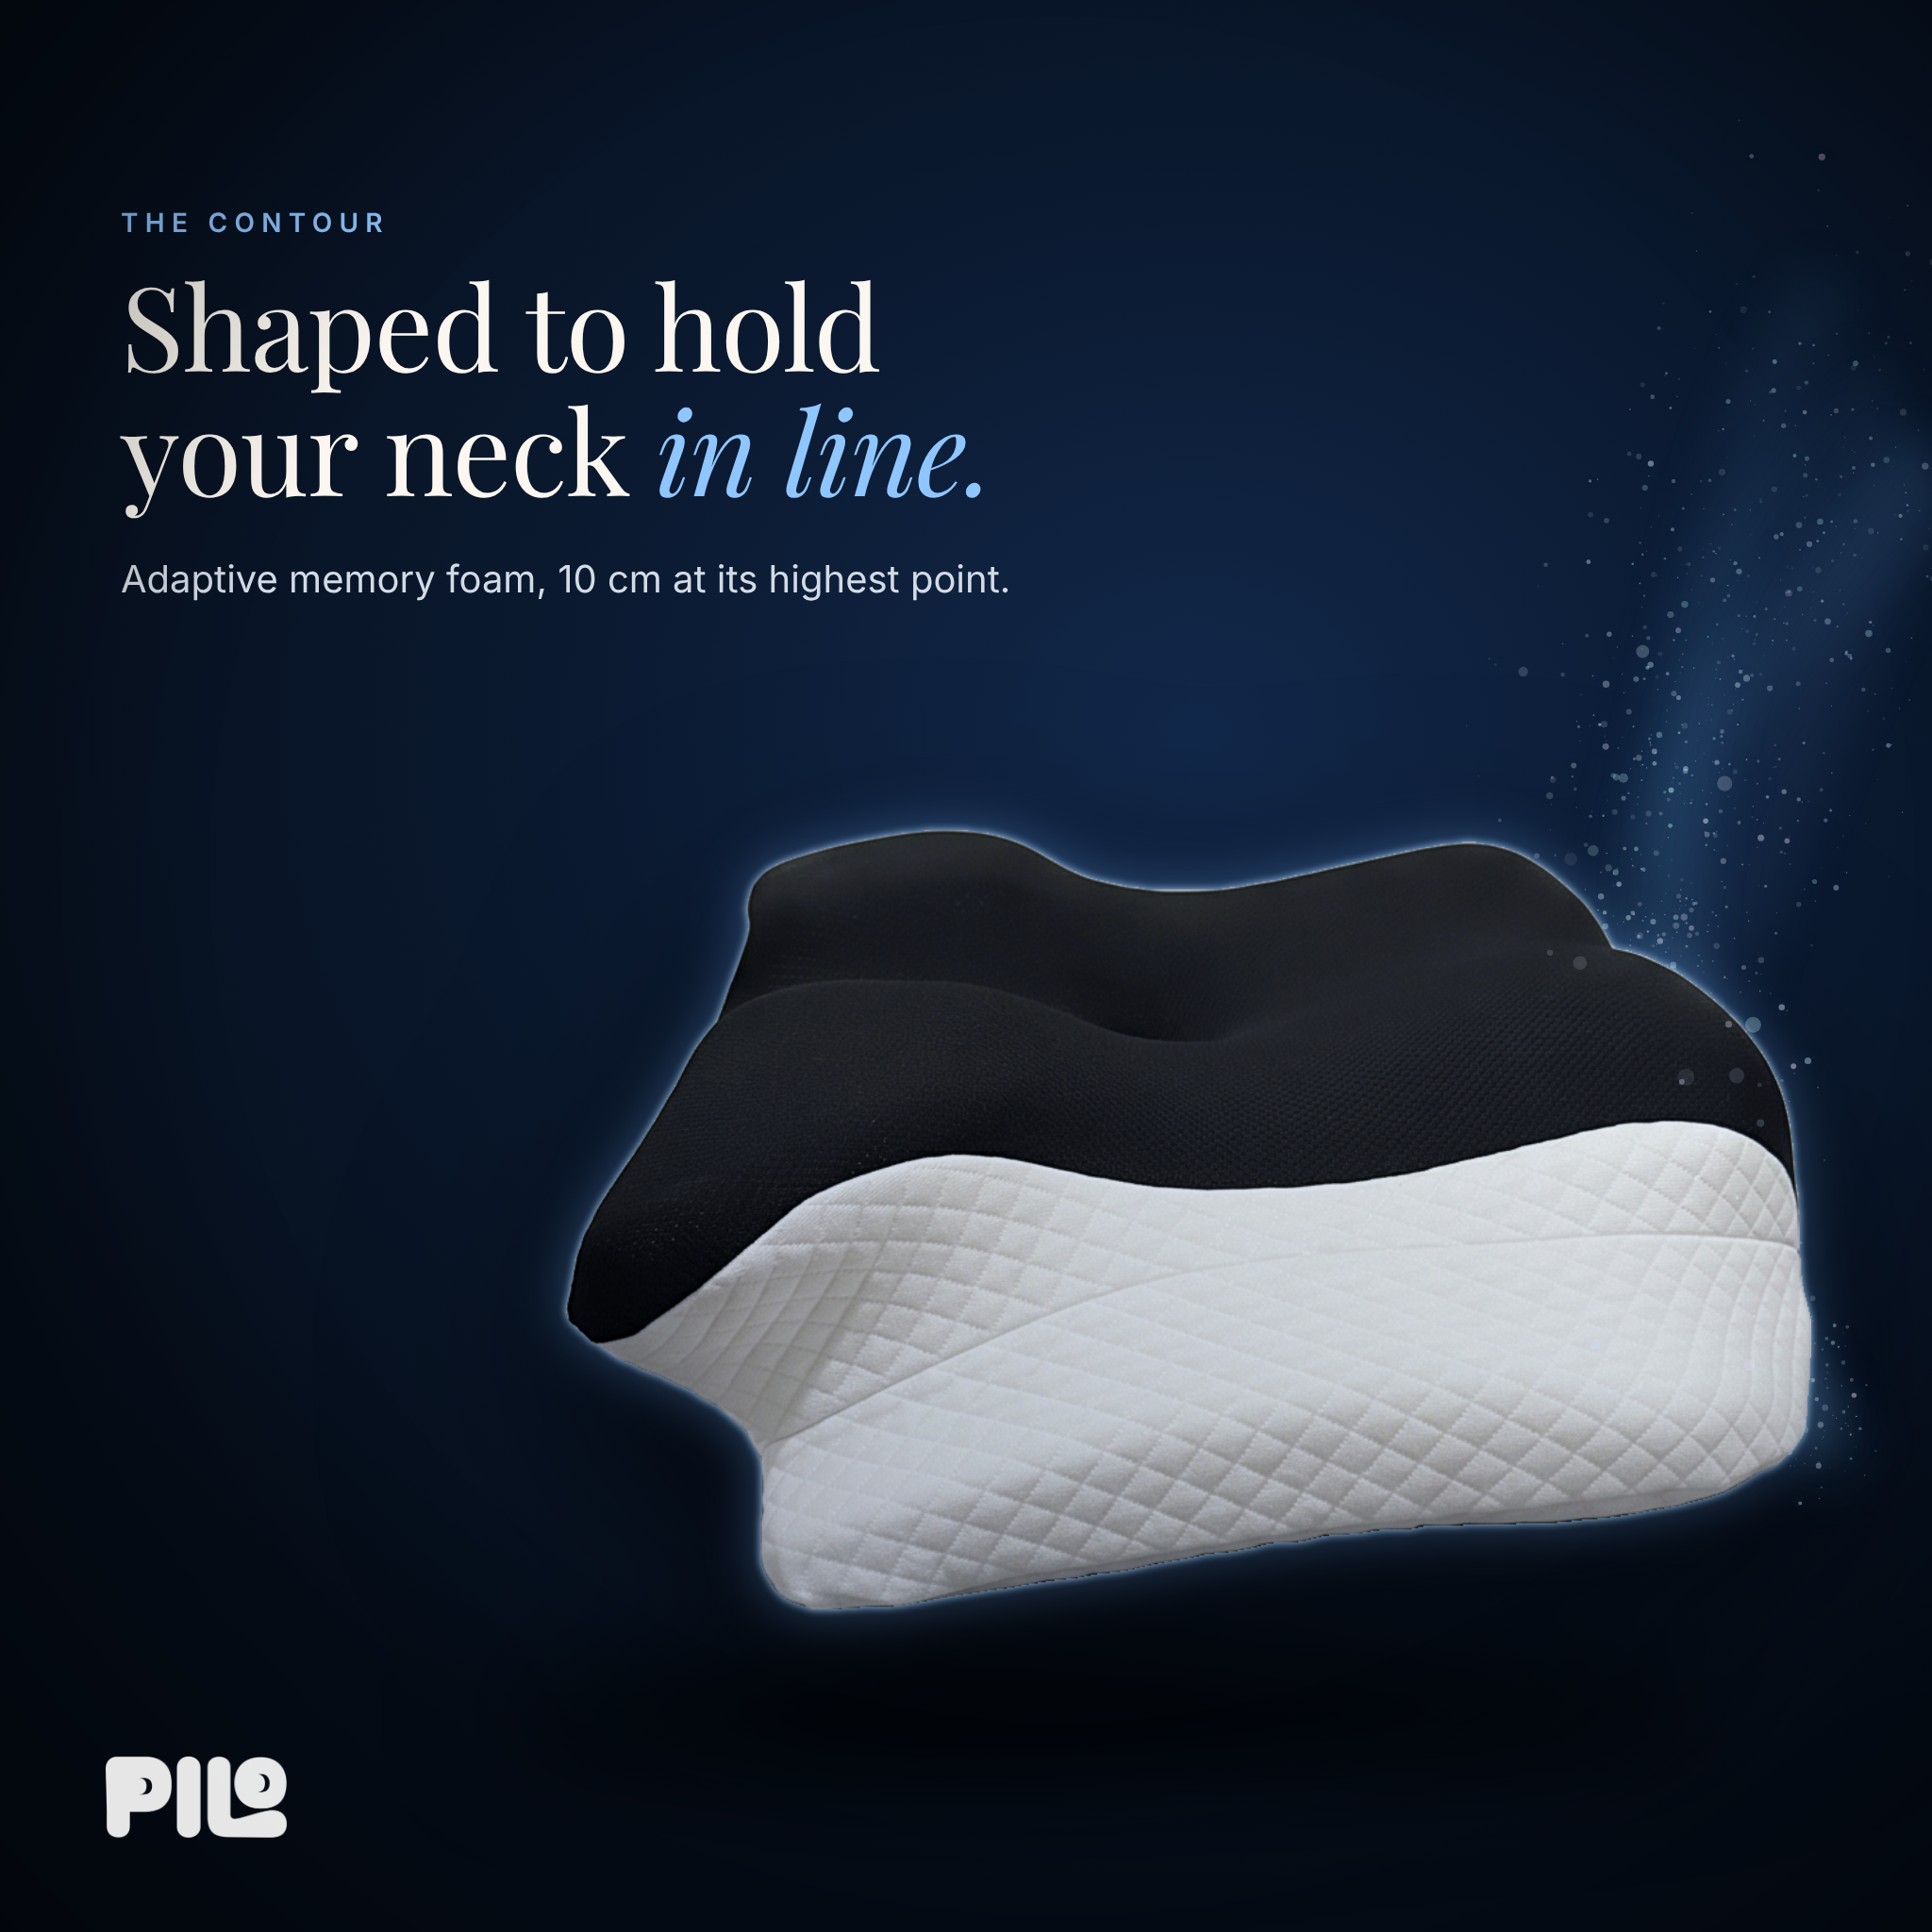 THE CONTOUR
Shaped to hold
your neck in line.
Adaptive memory foam, 10 cm at its highest point.
PILO